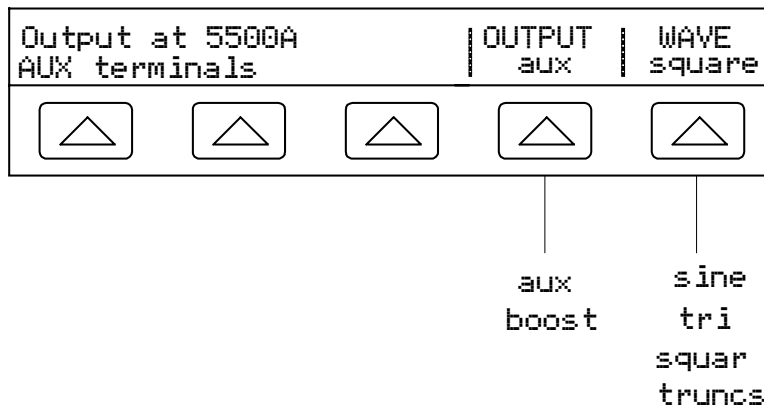 Output at 5500A
AUX terminals
OUTPUT
aux
WAVE
square
aux
boost
sine
tri
squar
truncs